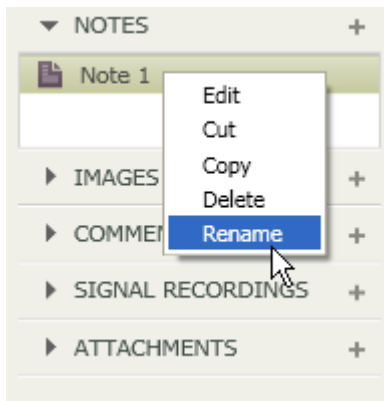 NOTES +
Note 1
Edit
Cut
Copy
Delete
Rename
IMAGES +
COMMEN +
SIGNAL RECORDINGS +
ATTACHMENTS +